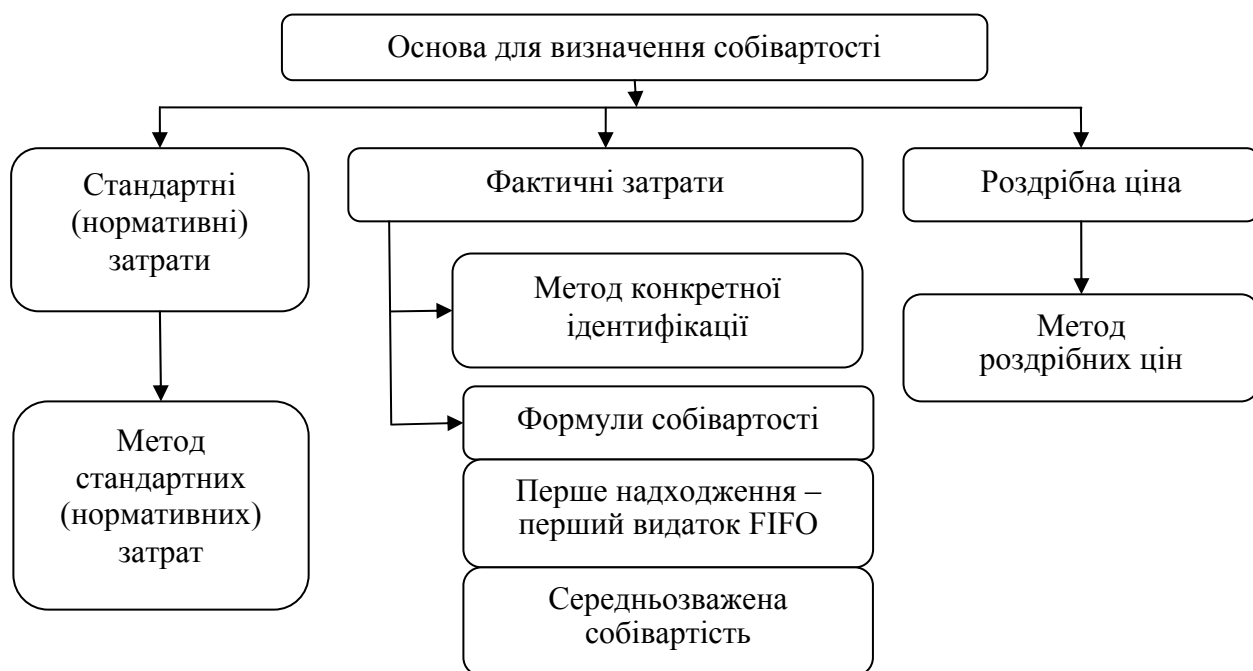 Основа для визначення собівартості
Стандартні
(нормативні)
затрати
Фактичні затрати
Роздрібна ціна
Метод конкретної
ідентифікації
Метод
роздрібних цін
Формули собівартості
Метод
стандартних
(нормативних)
затрат
Перше надходження –
перший видаток FIFO
Середньозважена
собівартість